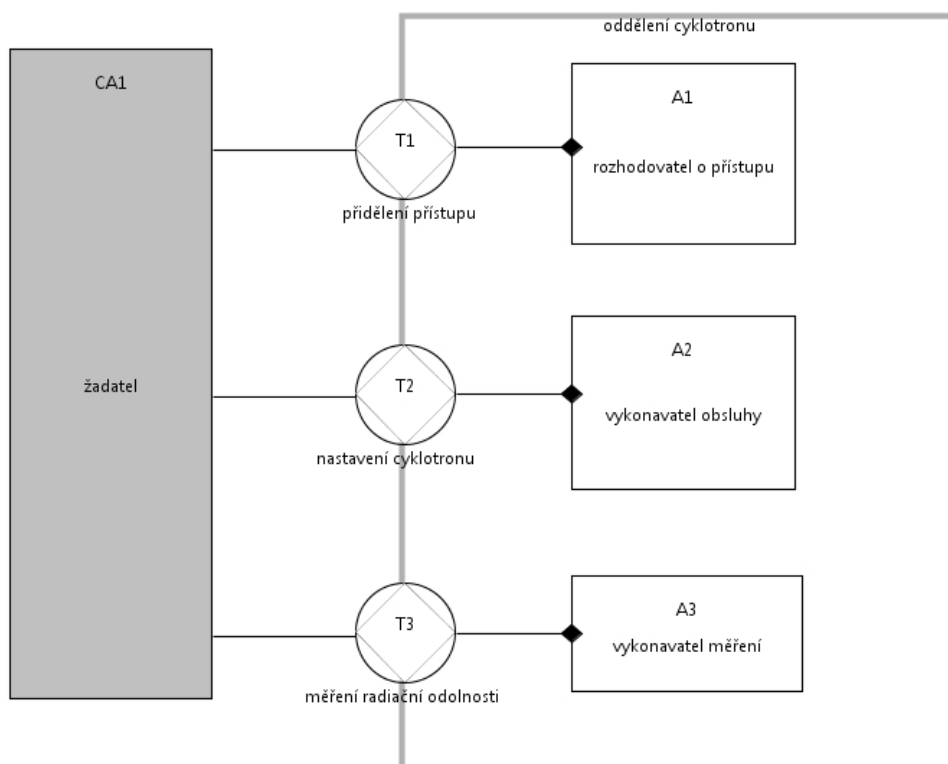 oddělení cyklotronu
CA1
žadatel
T1
přidělení přístupu
A1
rozhodovatel o přístupu
T2
nastavení cyklotronu
A2
vykonavatel obsluhy
T3
měření radiační odolnosti
A3
vykonavatel měření